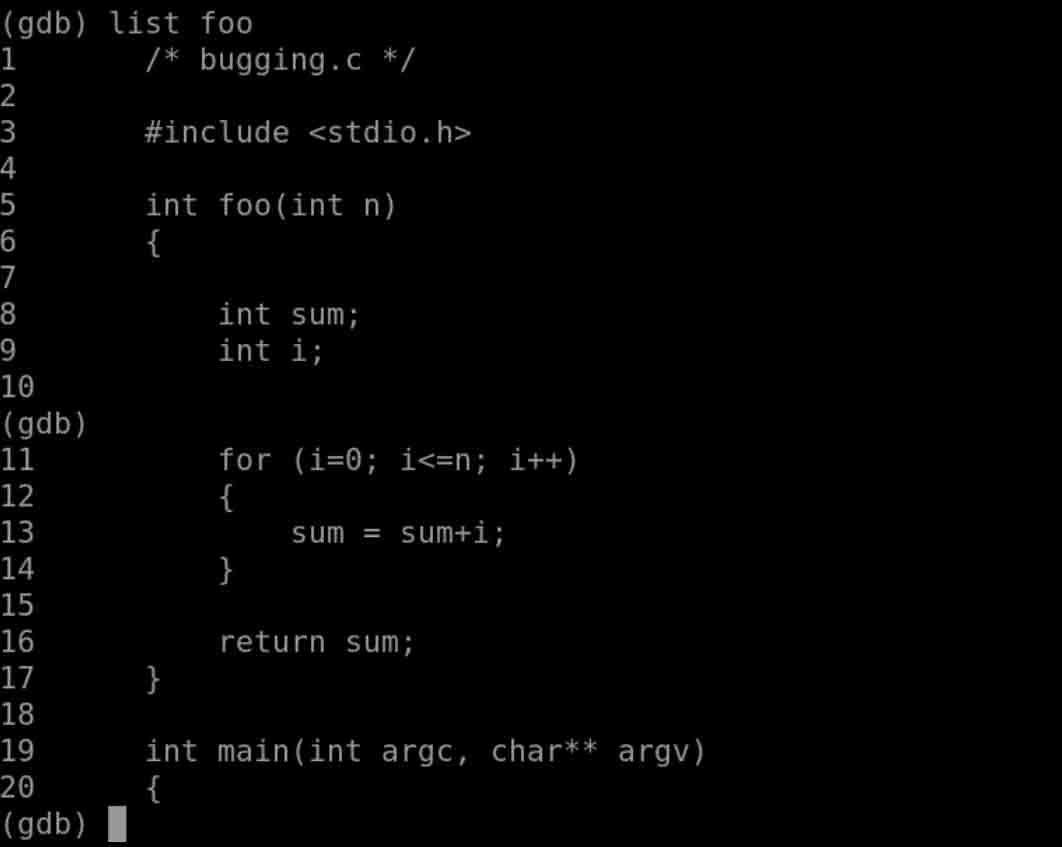 (gdb) list foo
1       /* bugging.c */
2
3       #include <stdio.h>
4
5       int foo(int n)
6       {
7
8           int sum;
9           int i;
10
(gdb)
11          for (i=0; i<=n; i++)
12          {
13              sum = sum+i;
14          }
15
16          return sum;
17      }
18
19      int main(int argc, char** argv)
20      {
(gdb)